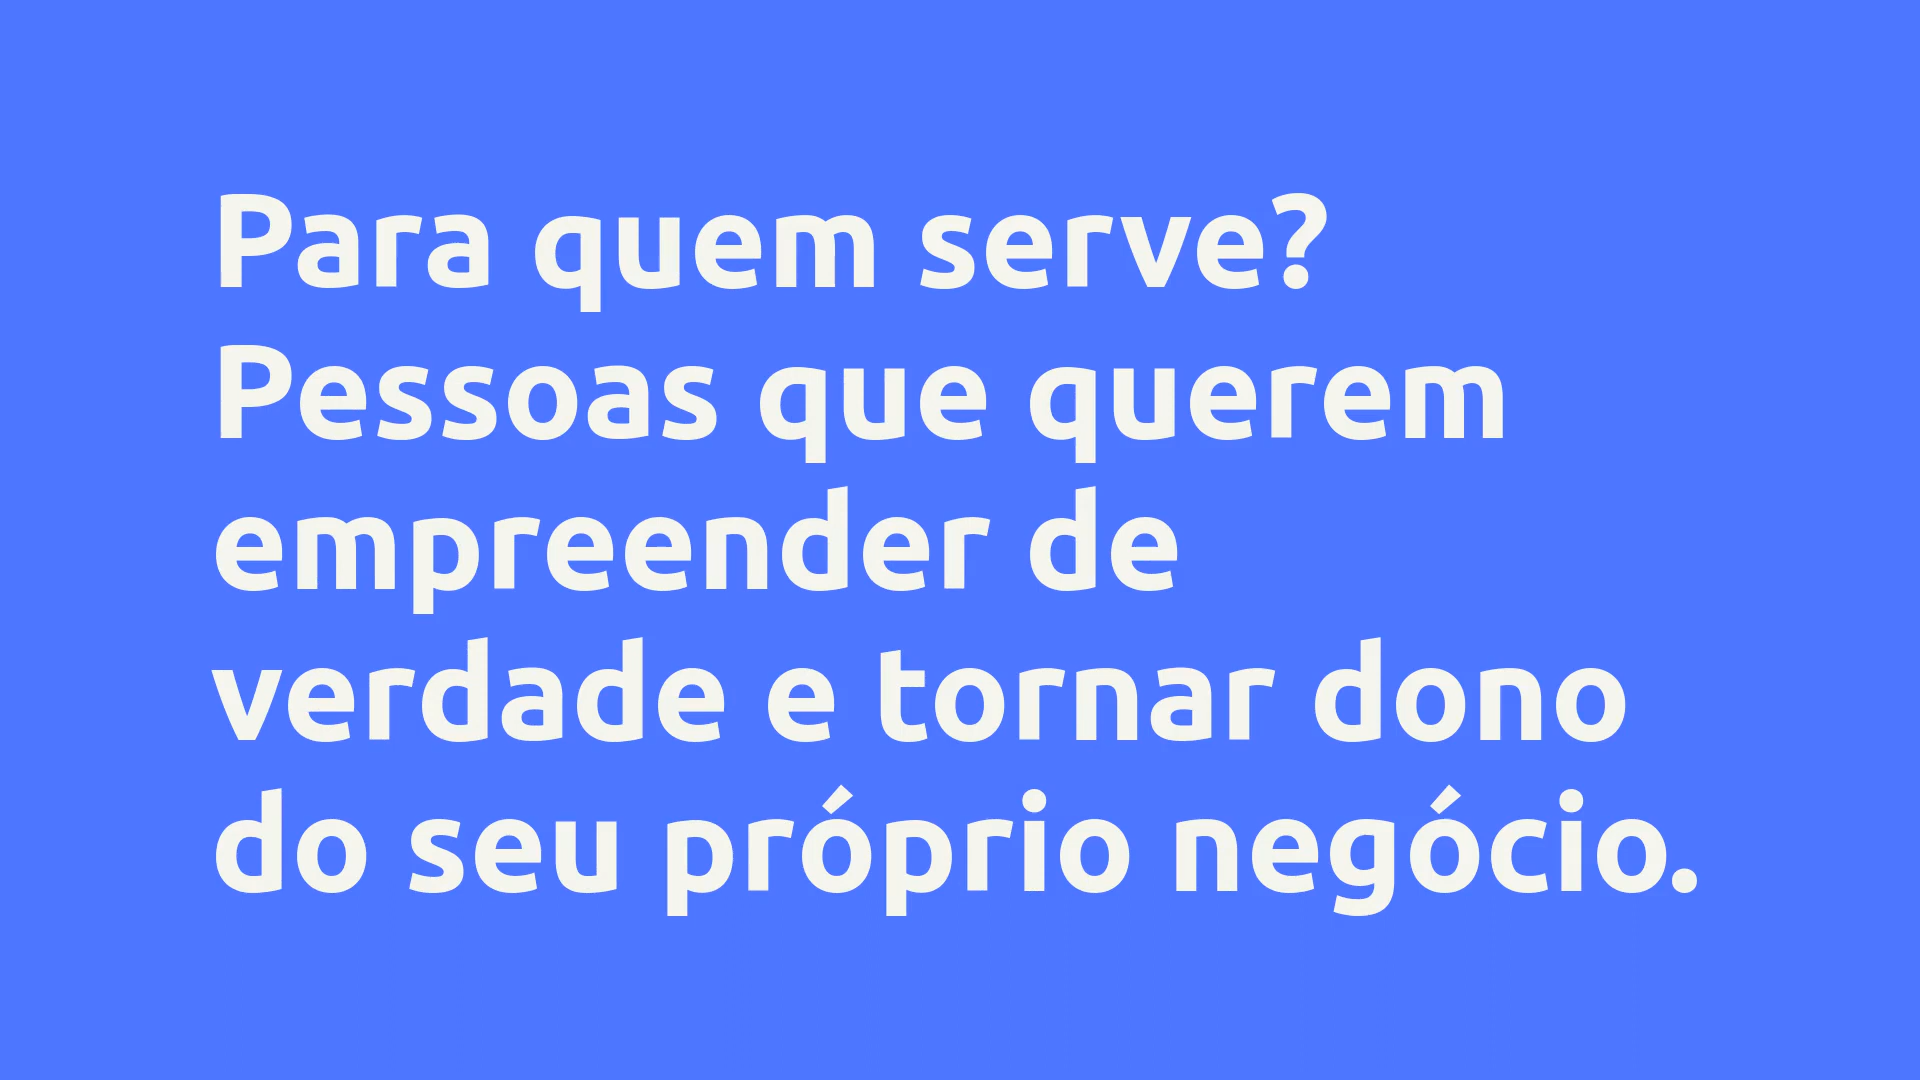 Para quem serve?
Pessoas que querem
empreender de
verdade e tornar dono
do seu próprio negócio.